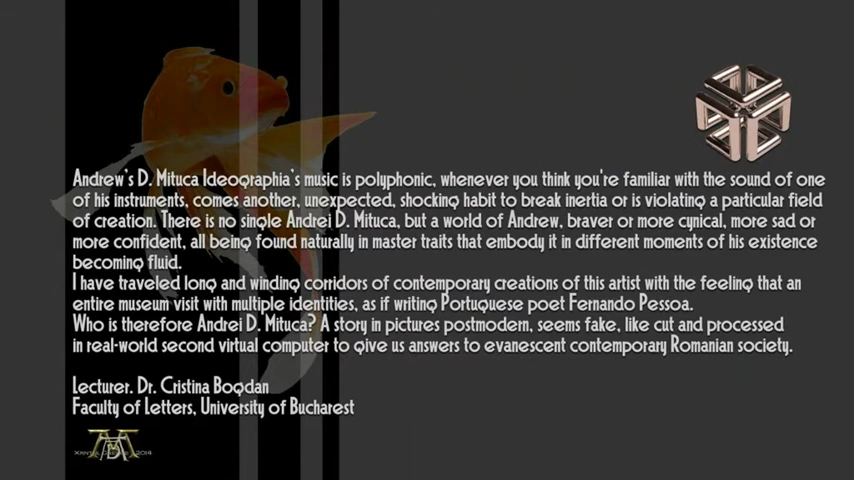 Andrew's D. Mituca Ideographia's music is polyphonic, whenever you think you're familiar with the sound of one
of his instruments, comes another, unexpected, shocking habit to break inertia or is violating a particular field
of creation. There is no single Andrei D. Mituca, but a world of Andrew, braver or more cynical, more sad or
more confident, all being found naturally in master traits that embody it in different moments of his existence
becoming fluid.
I have traveled long and winding corridors of contemporary creations of this artist with the feeling that an
entire museum visit with multiple identities, as if writing Portuguese poet Fernando Pessoa.
Who is therefore Andrei D. Mituca? A story in pictures postmodern, seems fake, like cut and processed
in real-world second virtual computer to give us answers to evanescent contemporary Romanian society.
Lecturer. Dr. Cristina Bogdan
Faculty of Letters, University of Bucharest
2014